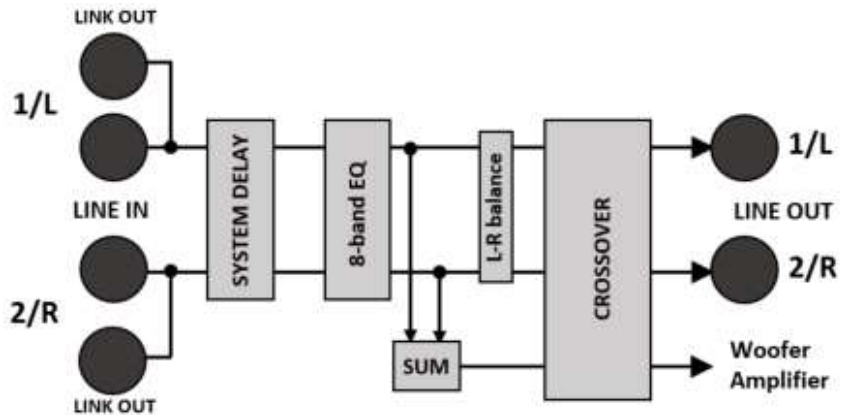 LINK OUT
1/L
LINE IN
2/R
LINK OUT
SYSTEM DELAY
8-band EQ
SUM
L-R balance
CROSSOVER
1/L
LINE OUT
2/R
Woofer
Amplifier